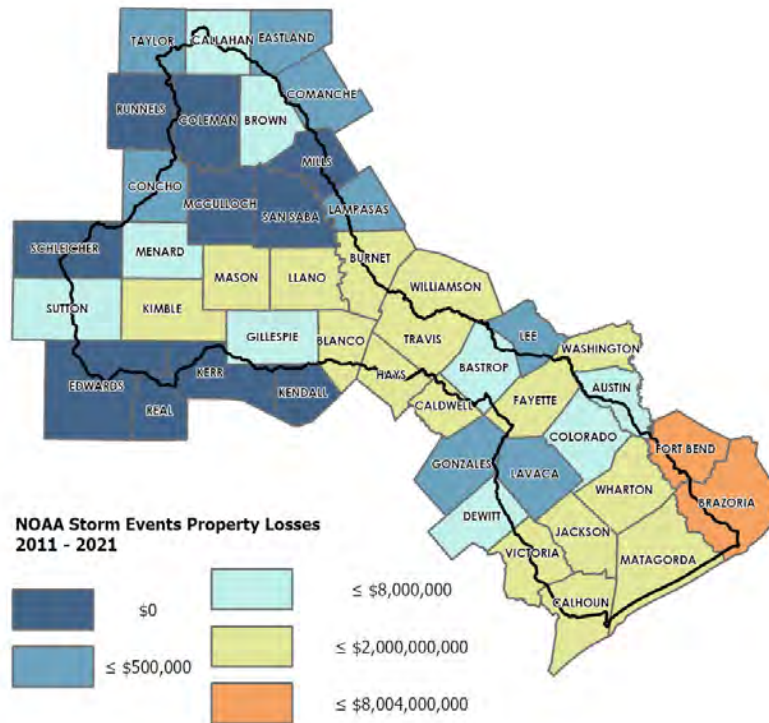 TAYLOR
CALLAHAN
EASTLAND
COMANCHE
RUNNELS
COLEMAN
BROWN
MILLS
CONCHO
MCCULLOCH
SAN SABA
LAMPASAS
SCHLEICHER
MENARD
MASON
LLANO
BURNET
WILLIAMSON
SUTTON
KIMBLE
GILLESPIE
BLANCO
TRAVIS
LEE
WASHINGTON
EDWARDS
REAL
KERR
KENDALL
HAYS
BASTROP
AUSTIN
CALDWELL
FAYETTE
COLORADO
FORT BEND
GONZALES
LAVACA
WHARTON
BRAZORIA
DEWITT
JACKSON
MATAGORDA
VICTORIA
CALHOUN
NOAA Storm Events Property Losses
2011 - 2021
$0
≤ $500,000
≤ $8,000,000
≤ $2,000,000,000
≤ $8,004,000,000